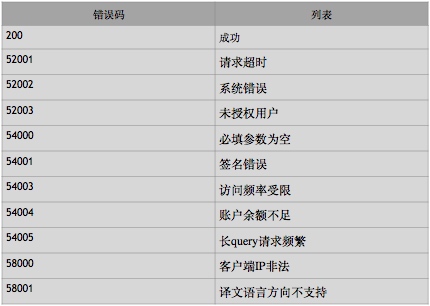 错误码 列表
200 成功
52001 请求超时
52002 系统错误
52003 未授权用户
54000 必填参数为空
54001 签名错误
54003 访问频率受限
54004 账户余额不足
54005 长query请求频繁
58000 客户端IP非法
58001 译文语言方向不支持